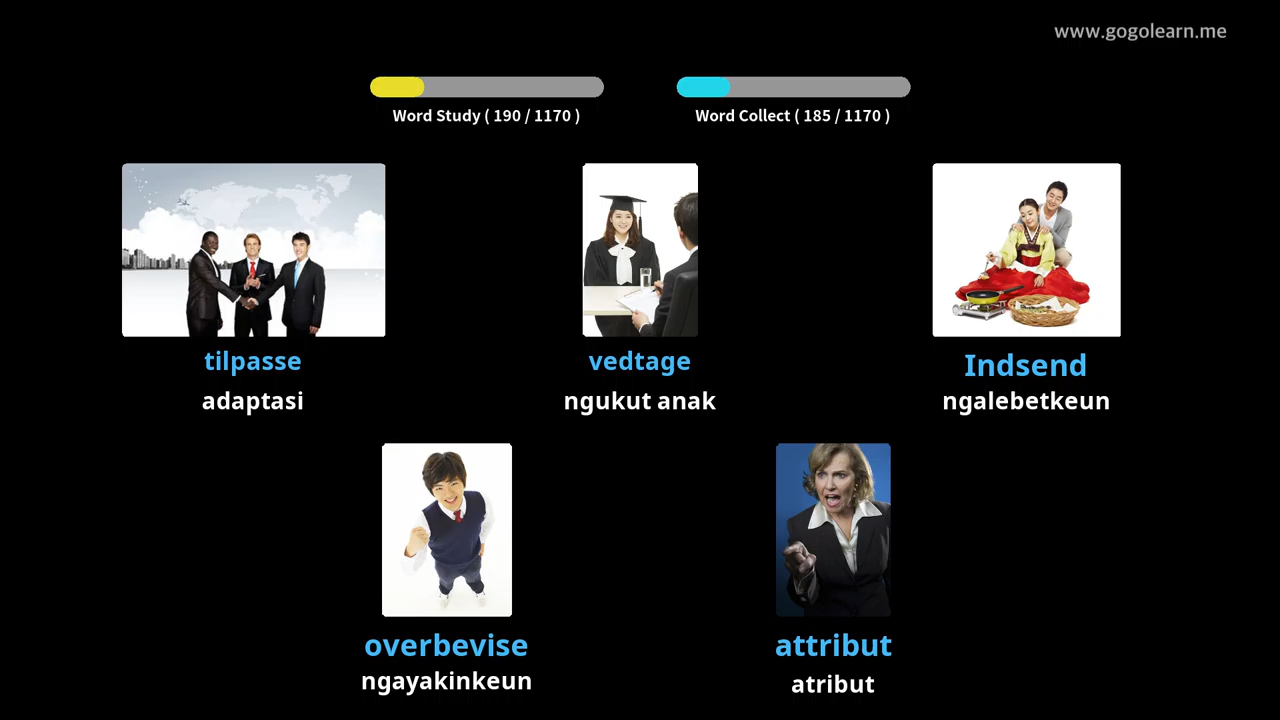 www.gogolearn.me
Word Study ( 190 / 1170 )
Word Collect ( 185 / 1170 )
tilpasse
adaptasi
vedtage
ngukut anak
Indsend
ngalebetkeun
overbevise
ngayakinkeun
attribut
atribut